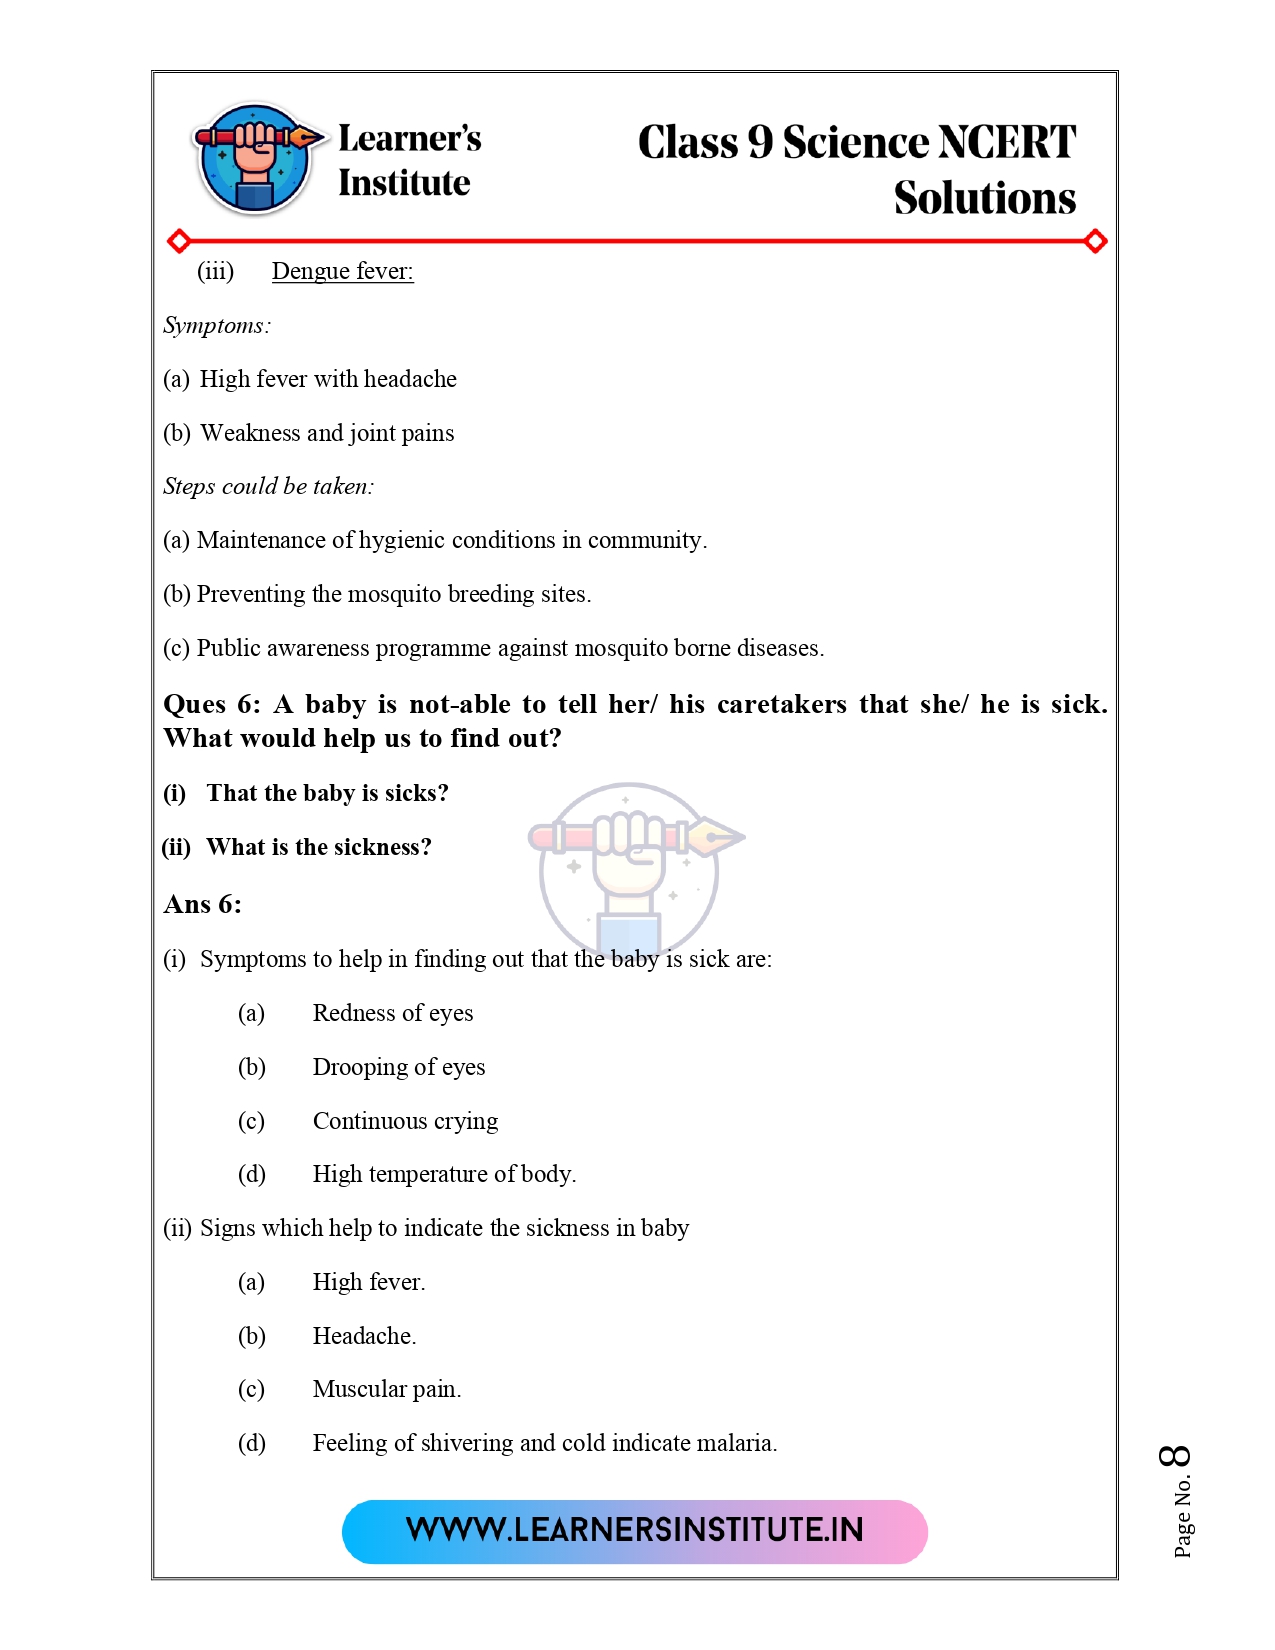 Learner's
Institute
Class 9 Science NCERT
Solutions
(iii) Dengue fever:
Symptoms:
(a) High fever with headache
(b) Weakness and joint pains
Steps could be taken:
(a) Maintenance of hygienic conditions in community.
(b) Preventing the mosquito breeding sites.
(c) Public awareness programme against mosquito borne diseases.
Ques 6: A baby is not-able to tell her/ his caretakers that she/ he is sick.
What would help us to find out?
(i) That the baby is sicks?
(ii) What is the sickness?
Ans 6:
(i) Symptoms to help in finding out that the baby is sick are:
(a) Redness of eyes
(b) Drooping of eyes
(c) Continuous crying
(d) High temperature of body.
(ii) Signs which help to indicate the sickness in baby
(a) High fever.
(b) Headache.
(c) Muscular pain.
(d) Feeling of shivering and cold indicate malaria.
WWW.LEARNERSINSTITUTE.IN
Page No. 8